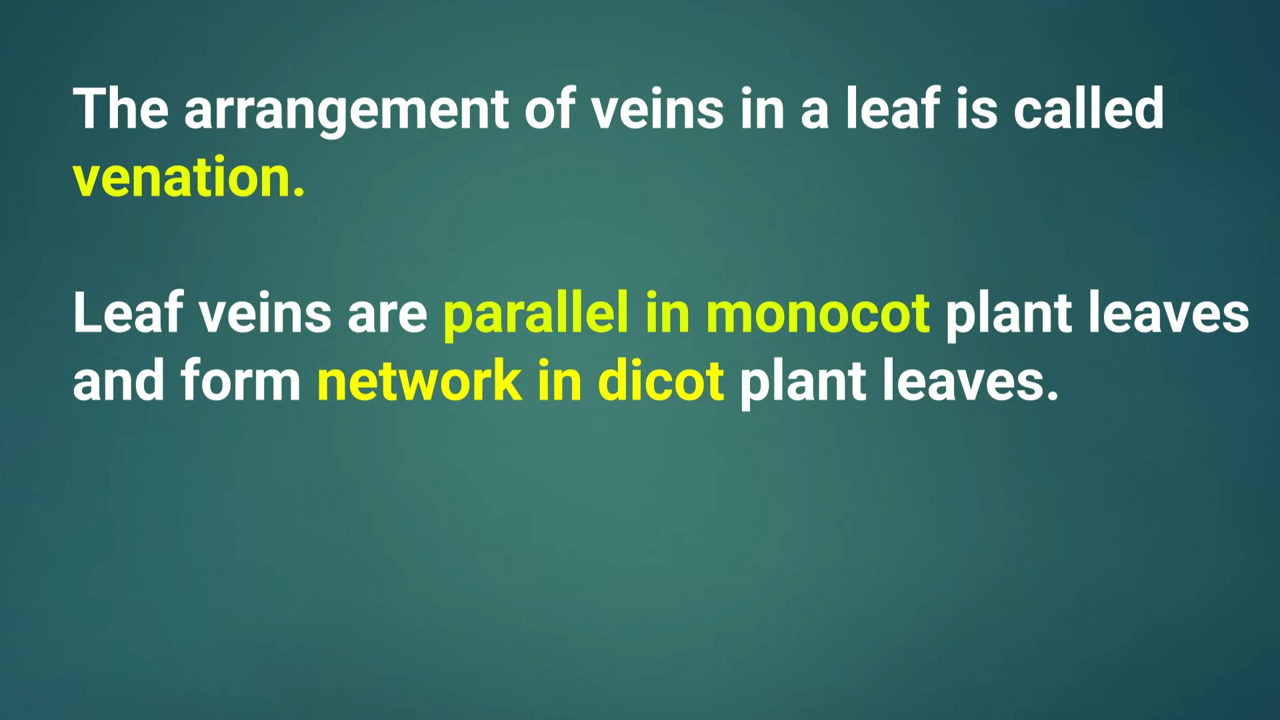 The arrangement of veins in a leaf is called
venation.
Leaf veins are parallel in monocot plant leaves
and form network in dicot plant leaves.